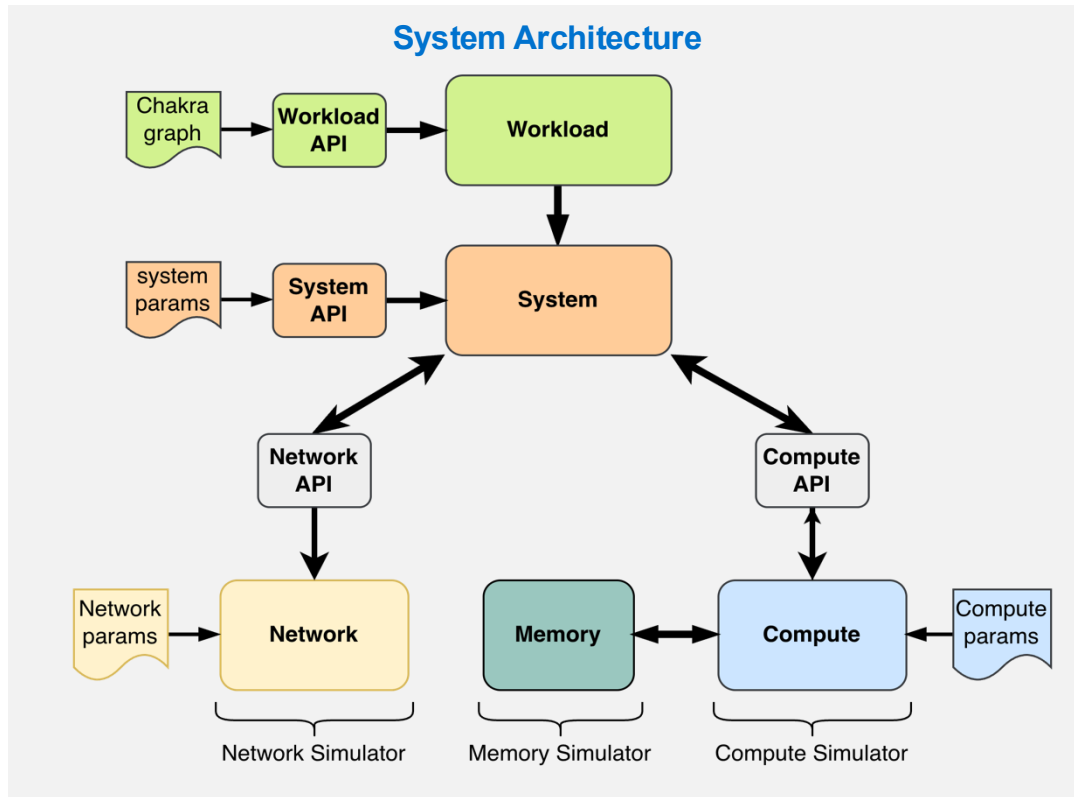 System Architecture
Chakra
graph
Workload
API
Workload
system
params
System
API
System
Network
API
Compute
API
Network
params
Network
Memory
Compute
Compute
params
Network Simulator
Memory Simulator
Compute Simulator